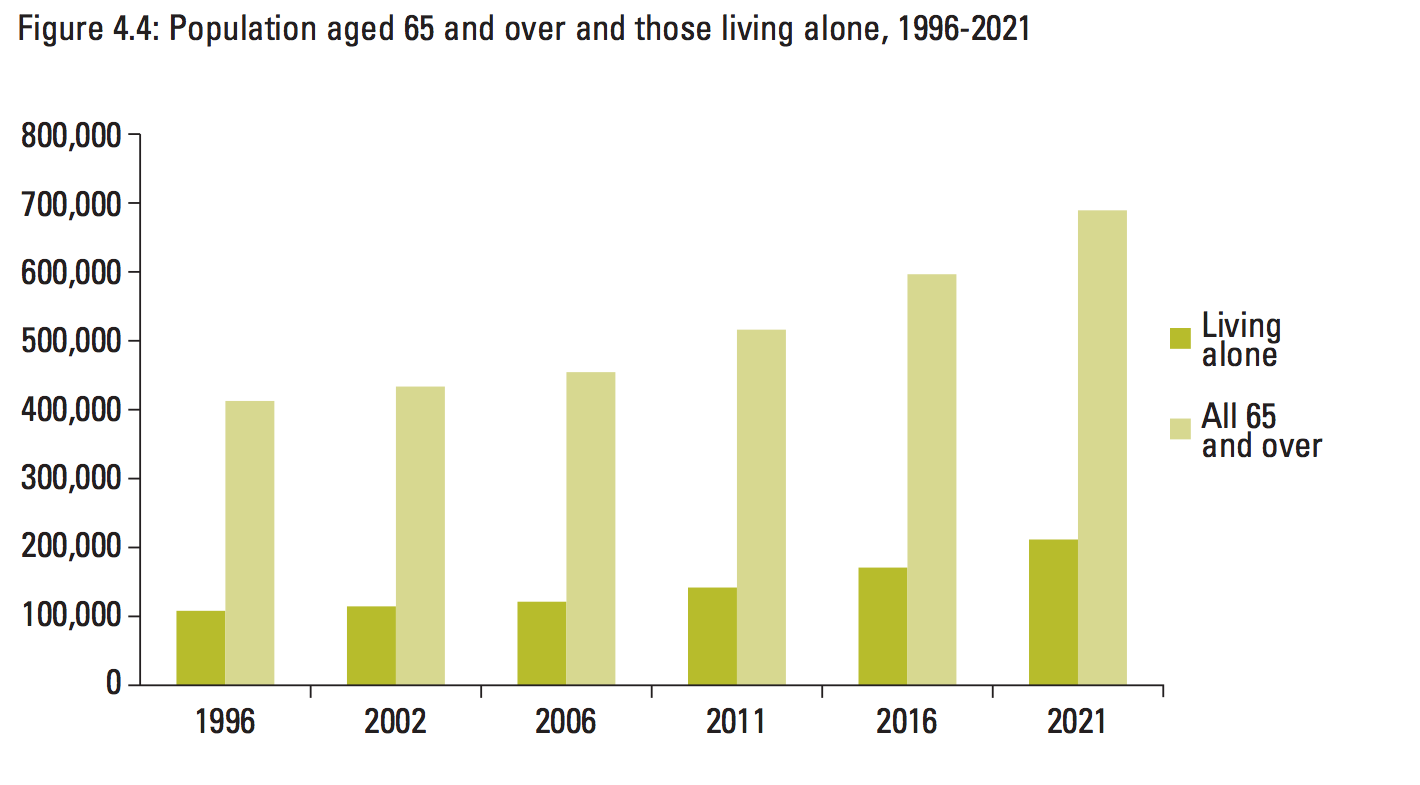 Figure 4.4: Population aged 65 and over and those living alone, 1996-2021
800,000
700,000
600,000
500,000
400,000
300,000
200,000
100,000
0
1996 2002 2006 2011 2016 2021
Living
alone
All 65
and over